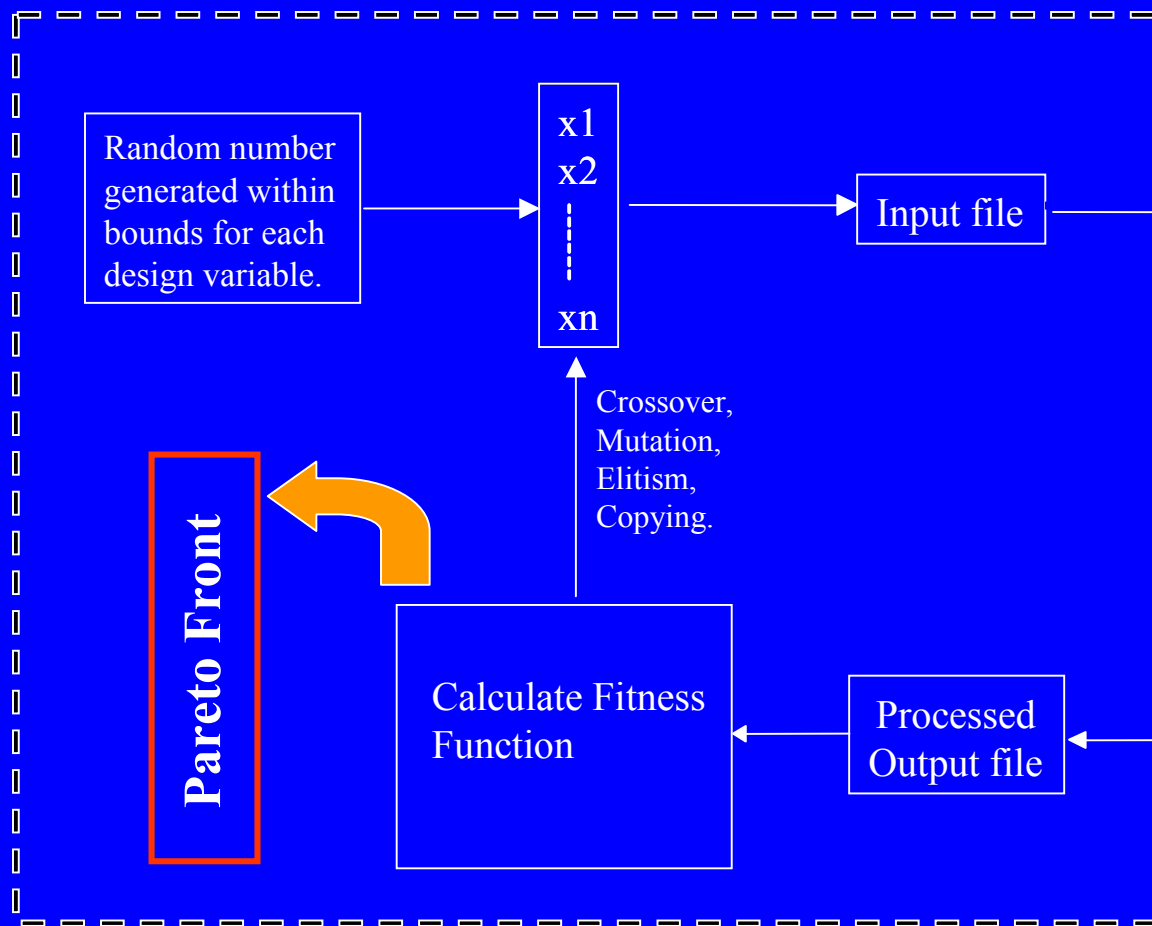 Random number
generated within
bounds for each
design variable.
x1
x2
xn
Input file
Crossover,
Mutation,
Elitism,
Copying.
Pareto Front
Calculate Fitness
Function
Processed
Output file